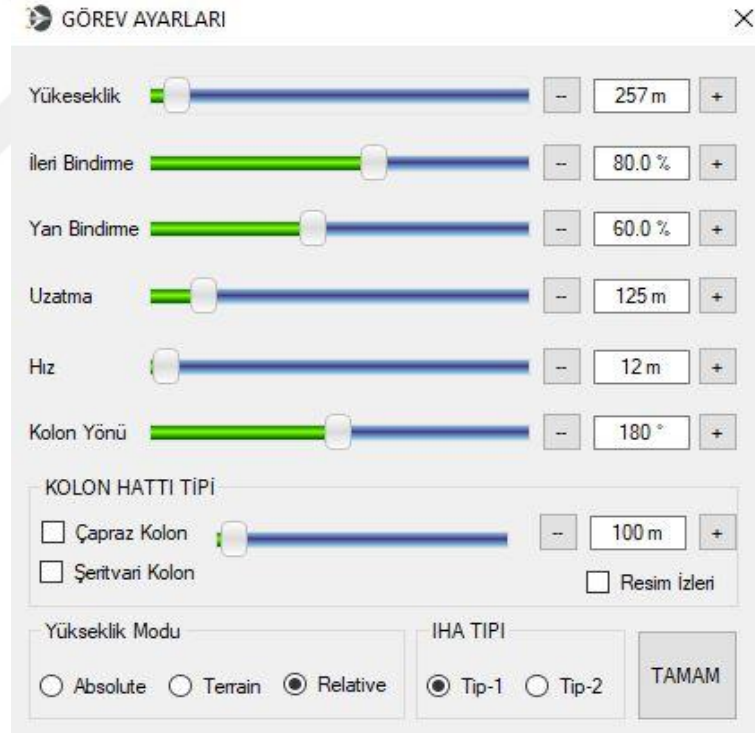 GÖREV AYARLARI
Yükeseklik -- 257 m +
İleri Bindirme -- 80.0 % +
Yan Bindirme -- 60.0 % +
Uzatma -- 125 m +
Hız -- 12 m +
Kolon Yönü -- 180 ° +
KOLON HATTI TİPİ
Çapraz Kolon -- 100 m +
Şeritvari Kolon Resim İzleri
Yükseklik Modu
Absolute Terrain Relative
IHA TIPI
Tip-1 Tip-2
TAMAM